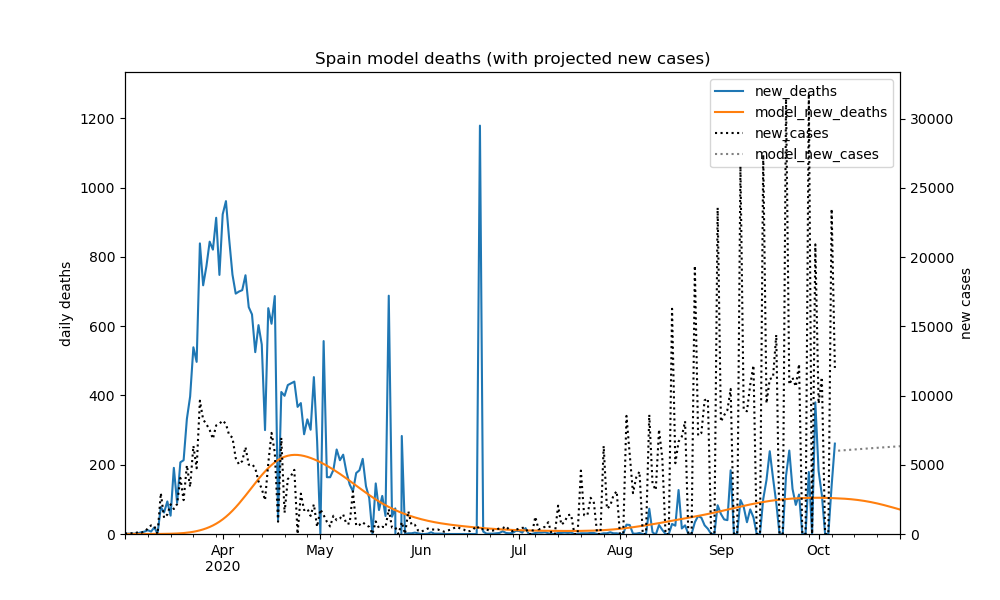 Spain model deaths (with projected new cases)
new_deaths
model_new_deaths
new_cases
model_new_cases
daily deaths
1200
1000
800
600
400
200
0
30000
25000
20000
15000
10000
5000
0
new cases
Apr
2020
May
Jun
Jul
Aug
Sep
Oct